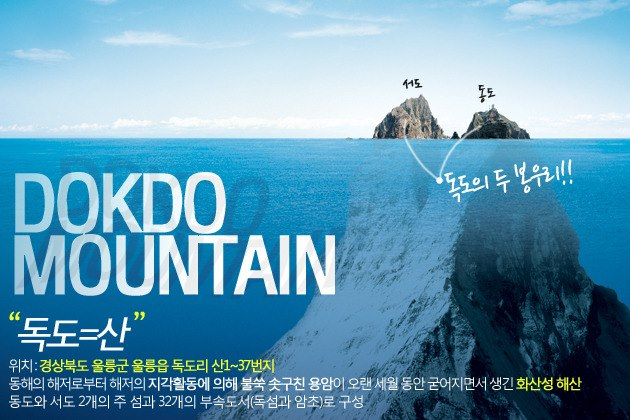 서도
동도
독도의 두 봉우리!!
DOKDO
MOUNTAIN
“독도=산”
위치 : 경상북도 울릉군 울릉읍 독도리 산1~37번지
동해의 해저로부터 해저의 지각활동에 의해 불쑥 솟구친 용암이 오랜 세월 동안 굳어지면서 생긴 화산성 해산
동도와 서도 2개의 주 섬과 32개의 부속도서(독섬과 암초)로 구성